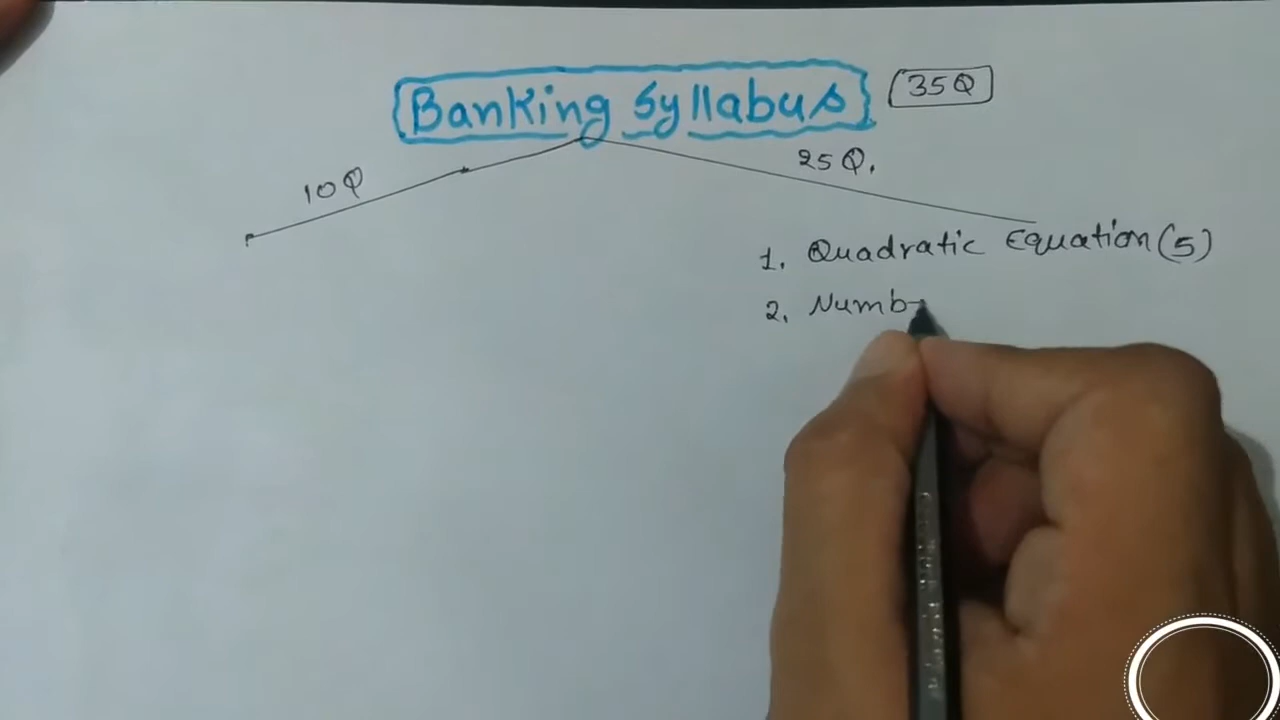 Banking Syllabus
35Q
10Q
25Q.
1. Quadratic Equation (5)
2. Numb